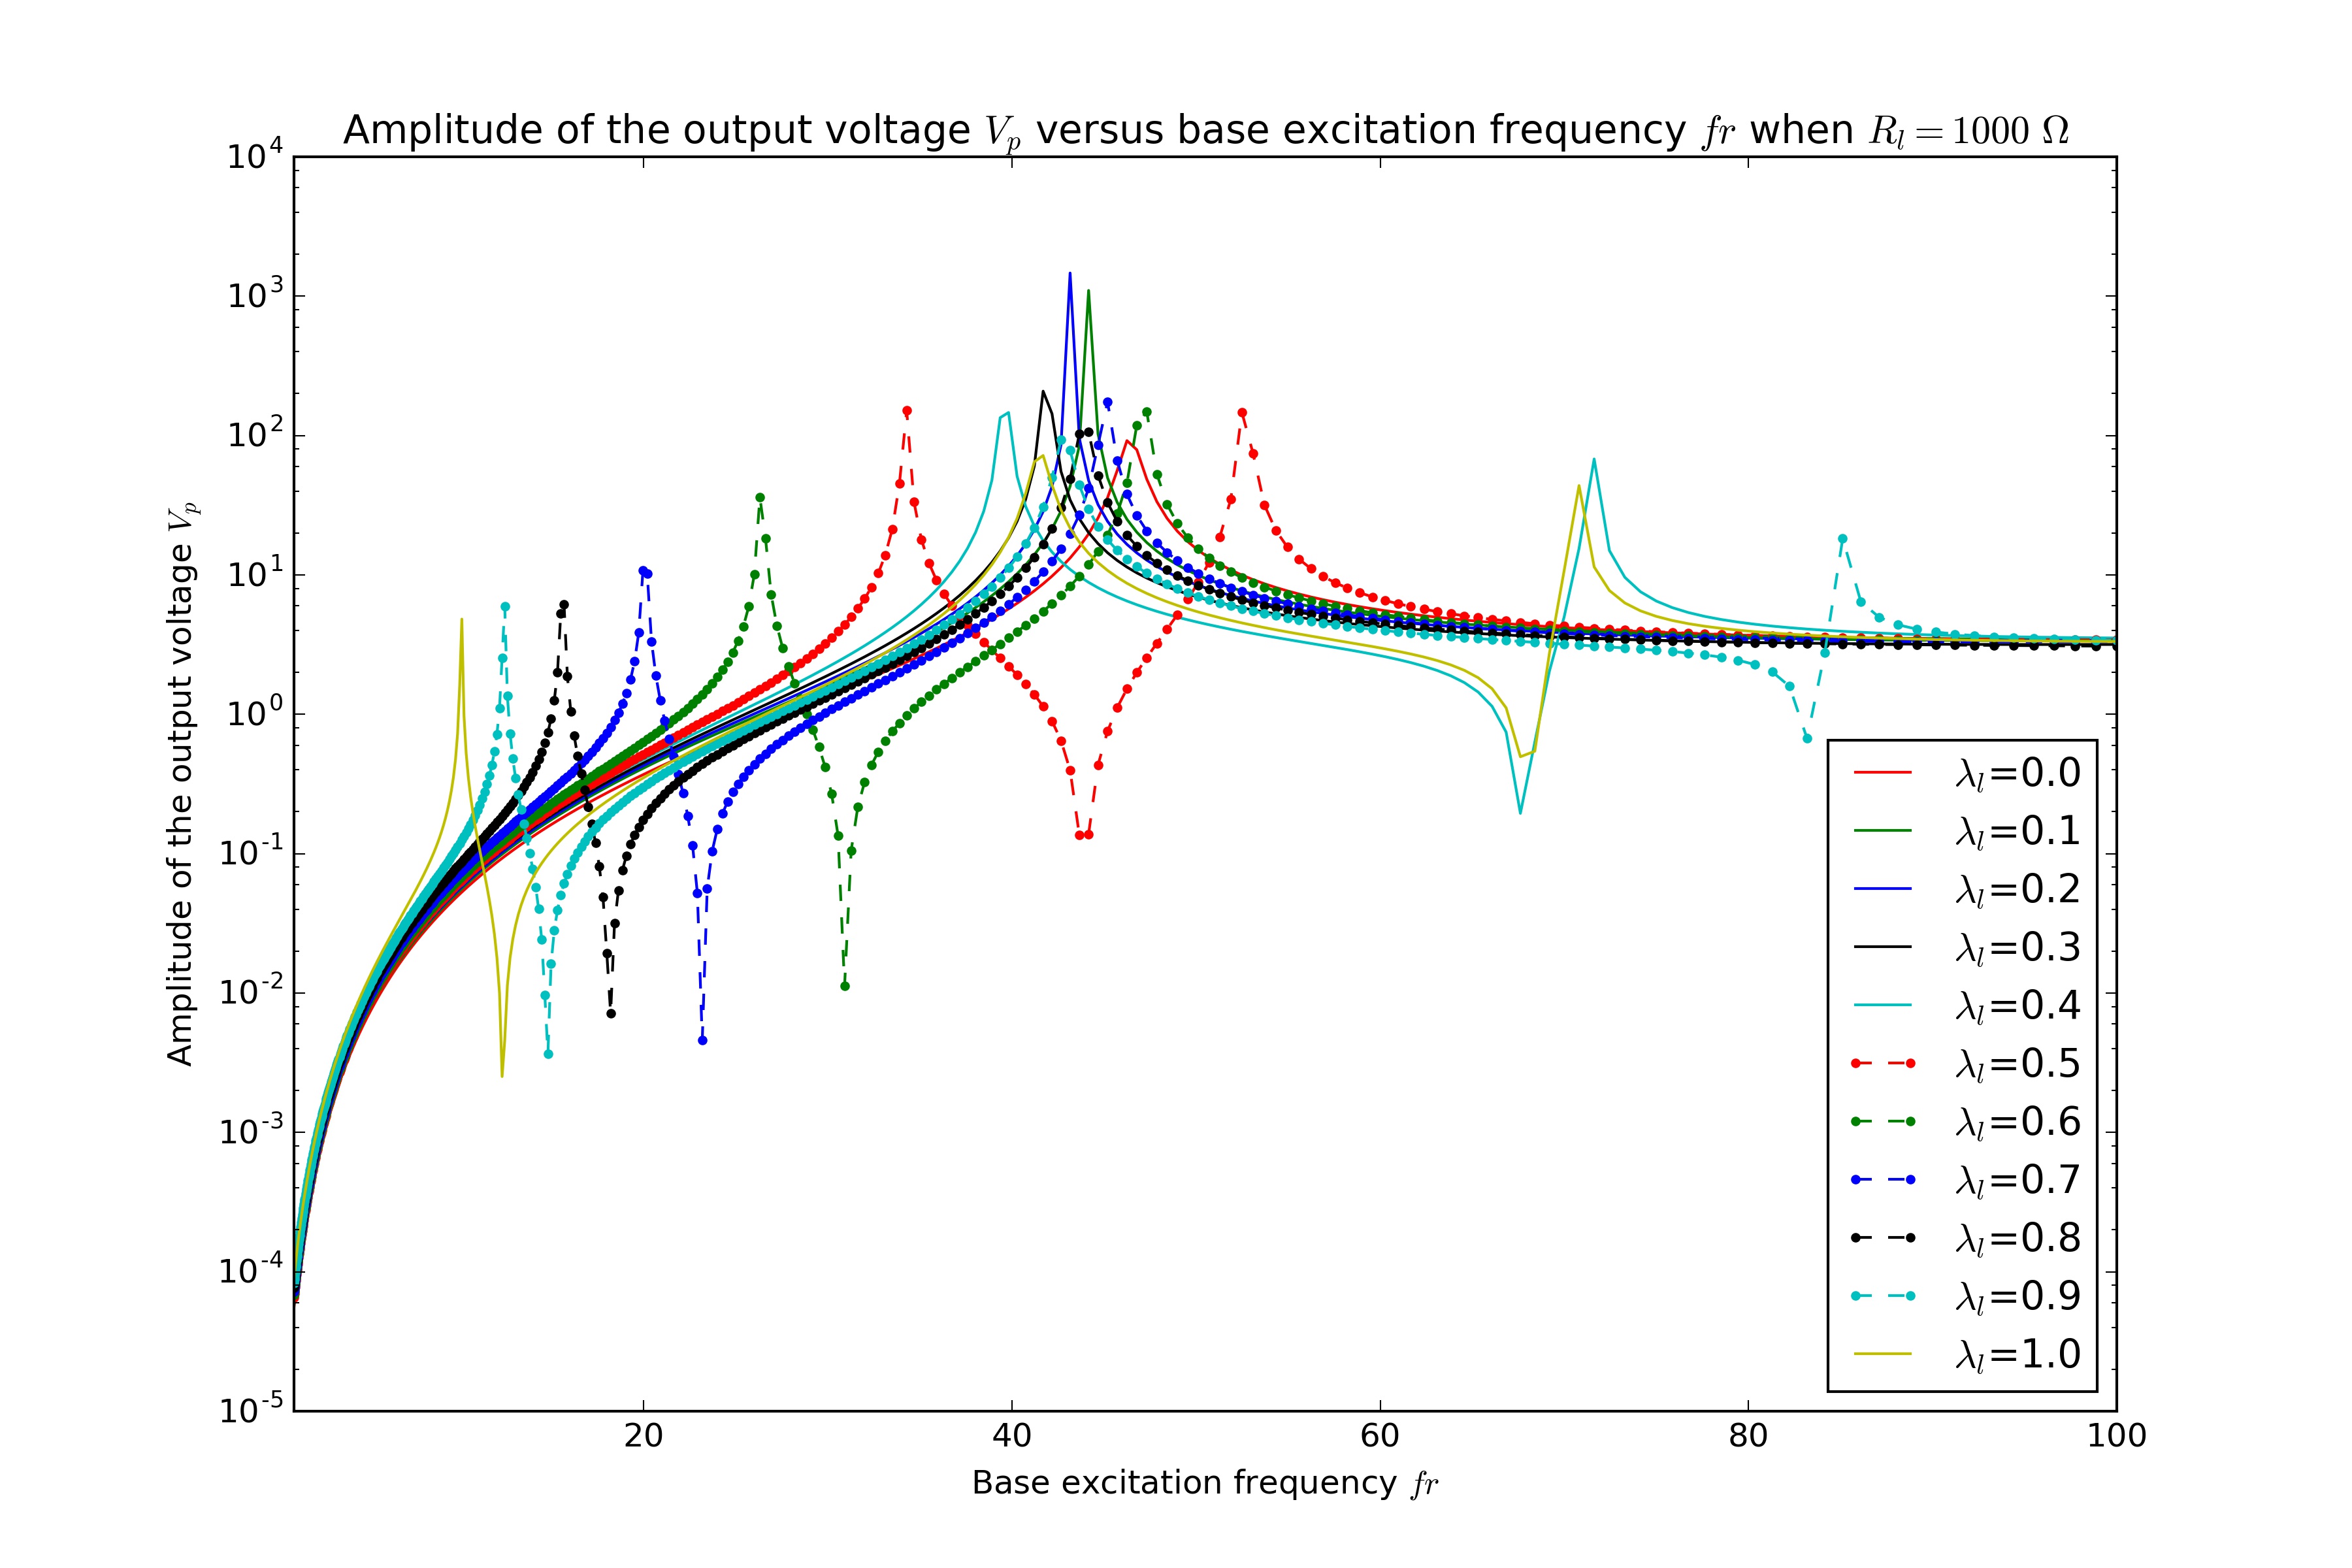 Amplitude of the output voltage Vp versus base excitation frequency fr when Rl = 1000 Ω
10^4
10^3
10^2
10^1
10^0
10^-1
10^-2
10^-3
10^-4
10^-5
Amplitude of the output voltage Vp
λl=0.0
λl=0.1
λl=0.2
λl=0.3
λl=0.4
λl=0.5
λl=0.6
λl=0.7
λl=0.8
λl=0.9
λl=1.0
20 40 60 80 100
Base excitation frequency fr